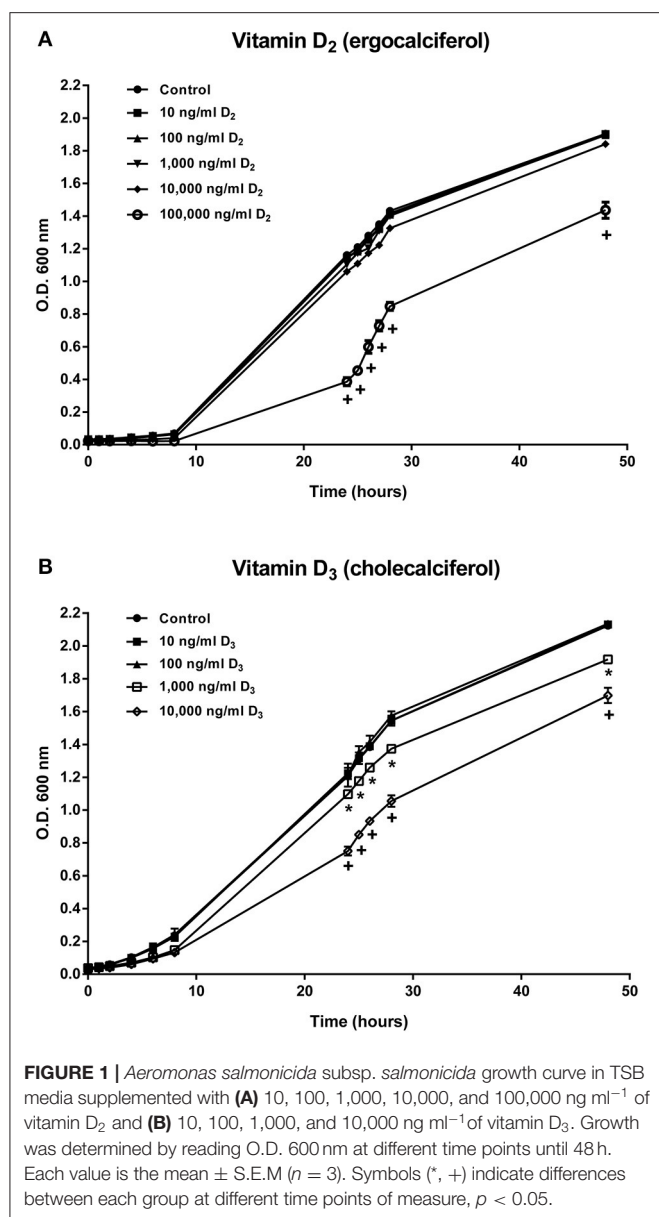 A
Vitamin D₂ (ergocalciferol)
Control
10 ng/ml D₂
100 ng/ml D₂
1,000 ng/ml D₂
10,000 ng/ml D₂
100,000 ng/ml D₂
O.D. 600 nm
2.2
2.0
1.8
1.6
1.4
1.2
1.0
0.8
0.6
0.4
0.2
0.0
+ + + + + +
0 10 20 30 40 50
Time (hours)
B
Vitamin D₃ (cholecalciferol)
Control
10 ng/ml D₃
100 ng/ml D₃
1,000 ng/ml D₃
10,000 ng/ml D₃
O.D. 600 nm
2.2
2.0
1.8
1.6
1.4
1.2
1.0
0.8
0.6
0.4
0.2
0.0
* * * * *
+ + + + +
0 10 20 30 40 50
Time (hours)
FIGURE 1 | Aeromonas salmonicida subsp. salmonicida growth curve in TSB
media supplemented with (A) 10, 100, 1,000, 10,000, and 100,000 ng ml⁻¹ of
vitamin D₂ and (B) 10, 100, 1,000, and 10,000 ng ml⁻¹of vitamin D₃. Growth
was determined by reading O.D. 600 nm at different time points until 48 h.
Each value is the mean ± S.E.M (n = 3). Symbols (*, +) indicate differences
between each group at different time points of measure, p < 0.05.